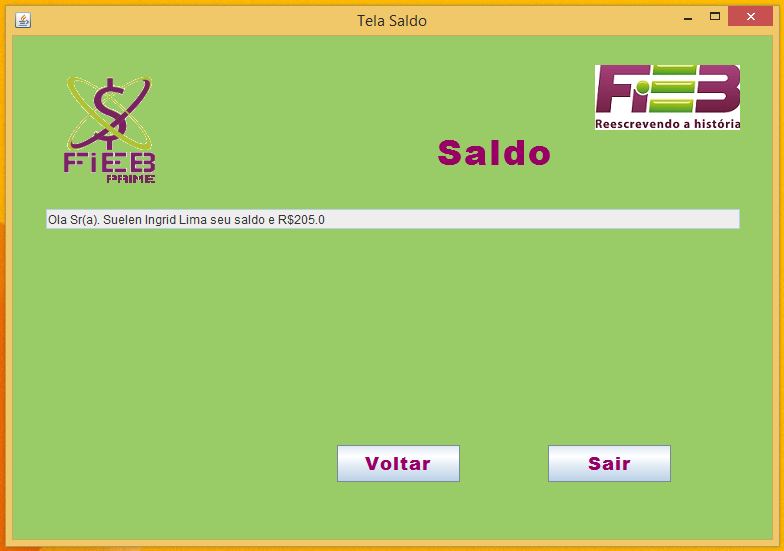 Tela Saldo
FiEB
PRIME
FiEB
Reescrevendo a história
Saldo
Ola Sr(a). Suelen Ingrid Lima seu saldo e R$205.0
Voltar
Sair